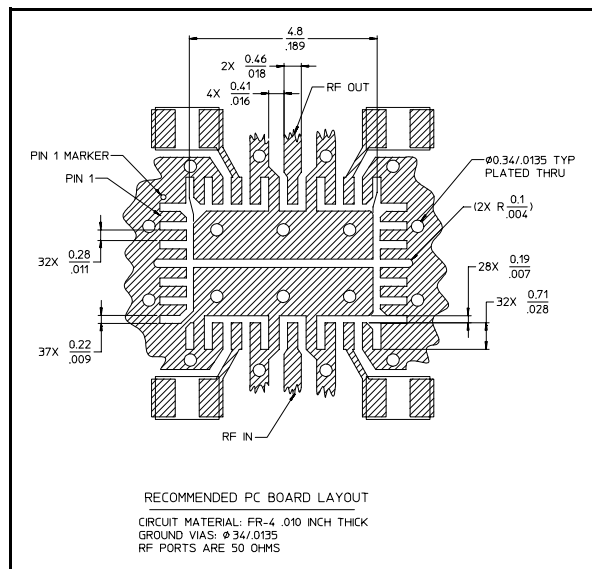 4.8
.189
2X 0.46
018
4X 0.41
.016
RF OUT
PIN 1 MARKER
PIN 1
Ø0.34/.0135 TYP
PLATED THRU
(2X R 0.1
.004)
32X 0.28
.011
28X 0.19
.007
32X 0.71
.028
37X 0.22
.009
RF IN
RECOMMENDED PC BOARD LAYOUT
CIRCUIT MATERIAL: FR-4 .010 INCH THICK
GROUND VIAS: Ø 34/.0135
RF PORTS ARE 50 OHMS